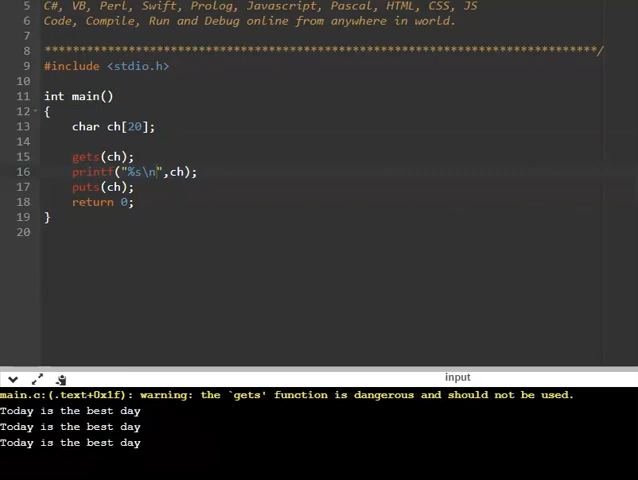 5 C#, VB, Perl, Swift, Prolog, Javascript, Pascal, HTML, CSS, JS
6 Code, Compile, Run and Debug online from anywhere in world.
7
8 *******************************************************************************/
9 #include <stdio.h>
10
11 int main()
12 {
13 char ch[20];
14
15 gets(ch);
16 printf("%s\n",ch);
17 puts(ch);
18 return 0;
19 }
20
input
main.c:(.text+0x1f): warning: the `gets' function is dangerous and should not be used.
Today is the best day
Today is the best day
Today is the best day